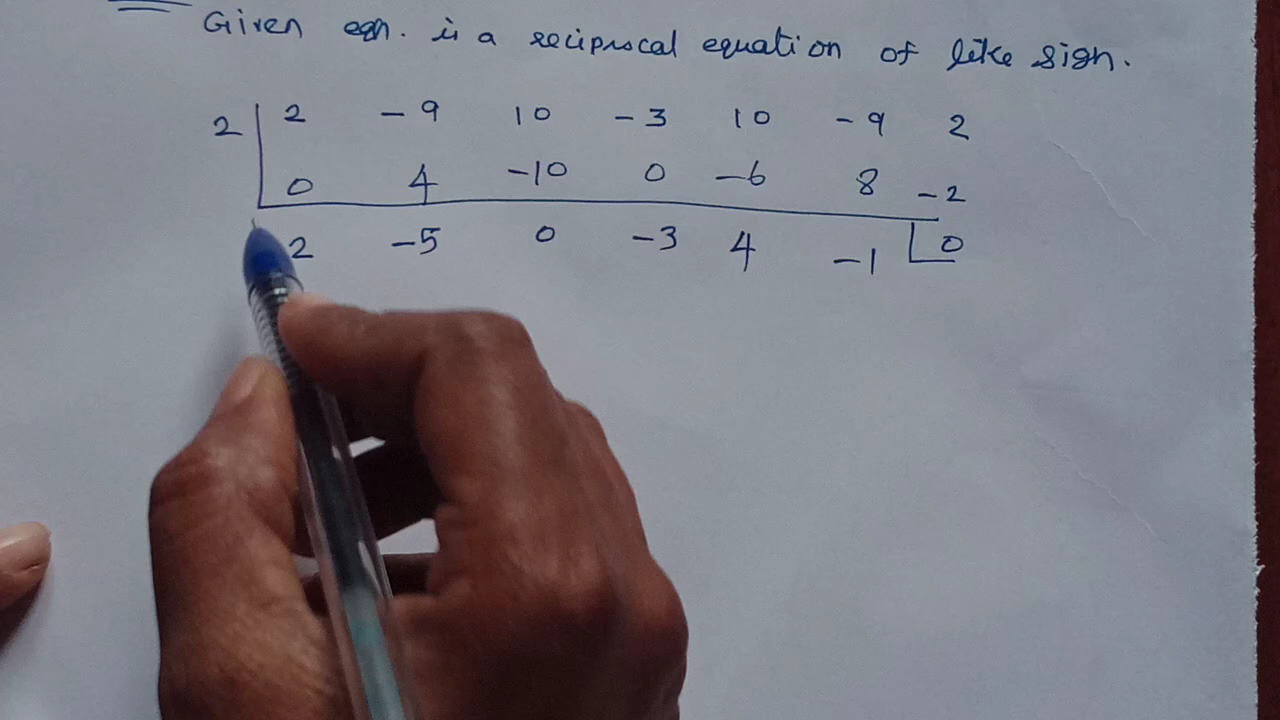 Given eqn. is a reciprocal equation of like sign.
2 | 2 -9 10 -3 10 -9 2
0 4 -10 0 -6 8 -2
2 -5 0 -3 4 -1 |0